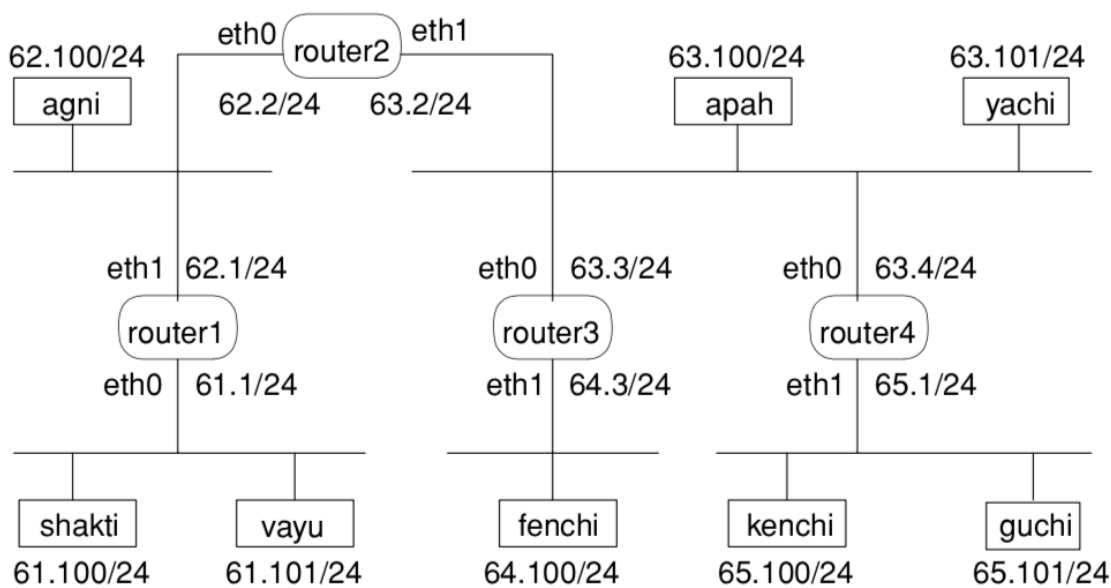 eth0 router2 eth1
62.100/24 63.100/24 63.101/24
agni 62.2/24 63.2/24 apah yachi
eth1 62.1/24 eth0 63.3/24 eth0 63.4/24
router1 router3 router4
eth0 61.1/24 eth1 64.3/24 eth1 65.1/24
shakti vayu fenchi kenchi guchi
61.100/24 61.101/24 64.100/24 65.100/24 65.101/24